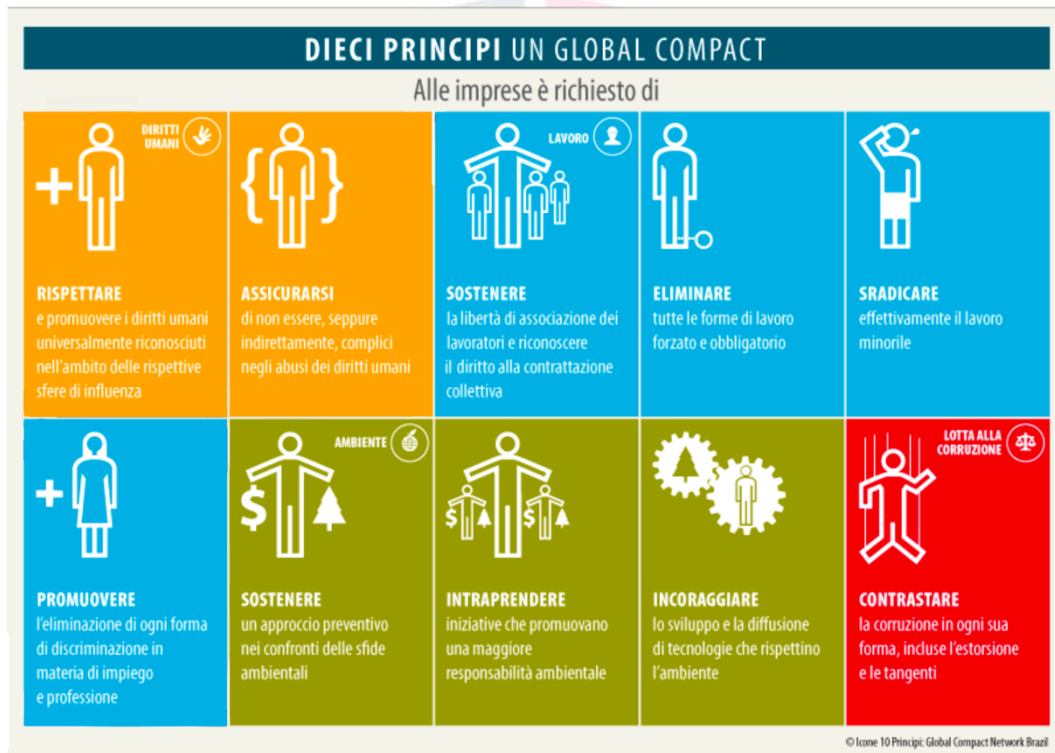 DIECI PRINCIPI UN GLOBAL COMPACT
Alle imprese è richiesto di
DIRITTI
UMANI
RISPETTARE
e promuovere i diritti umani
universalmente riconosciuti
nell'ambito delle rispettive
sfere di influenza
ASSICURARSI
di non essere, seppure
indirettamente, complici
negli abusi dei diritti umani
LAVORO
SOSTENERE
la libertà di associazione dei
lavoratori e riconoscere
il diritto alla contrattazione
collettiva
ELIMINARE
tutte le forme di lavoro
forzato e obbligatorio
SRADICARE
effettivamente il lavoro
minorile
PROMUOVERE
l'eliminazione di ogni forma
di discriminazione in
materia di impiego
e professione
AMBIENTE
$
SOSTENERE
un approccio preventivo
nei confronti delle sfide
ambientali
$ $
INTRAPRENDERE
iniziative che promuovano
una maggiore
responsabilità ambientale
INCORAGGIARE
lo sviluppo e la diffusione
di tecnologie che rispettino
l'ambiente
LOTTA ALLA
CORRUZIONE
CONTRASTARE
la corruzione in ogni sua
forma, incluse l'estorsione
e le tangenti
© Icone 10 Principi: Global Compact Network Brazil